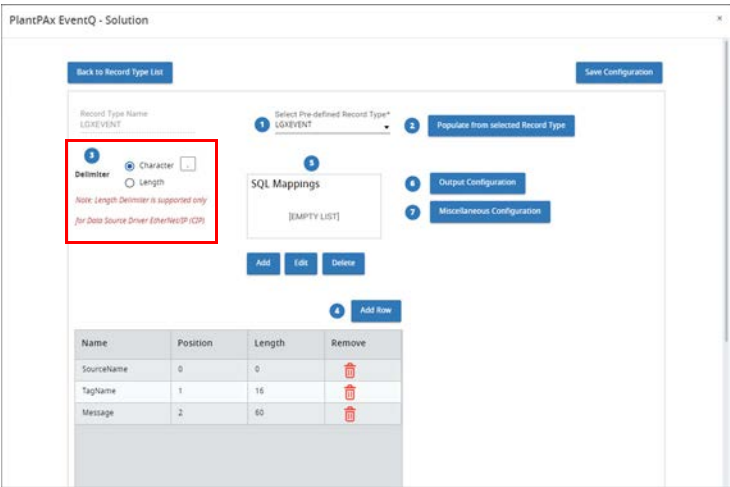 PlantPAx EventQ - Solution
×
Back to Record Type List
Save Configuration
Record Type Name
LGXEVENT
1
Select Pre-defined Record Type*
LGXEVENT
2
Populate from selected Record Type
3
Delimiter
Character
.
Length
Note: Length Delimiter is supported only
for Data Source Driver EtherNet/IP (CIP)
5
SQL Mappings
[EMPTY LIST]
6
Output Configuration
7
Miscellaneous Configuration
Add Edit Delete
4
Add Row
Name Position Length Remove
SourceName 0 0
TagName 1 16
Message 2 60